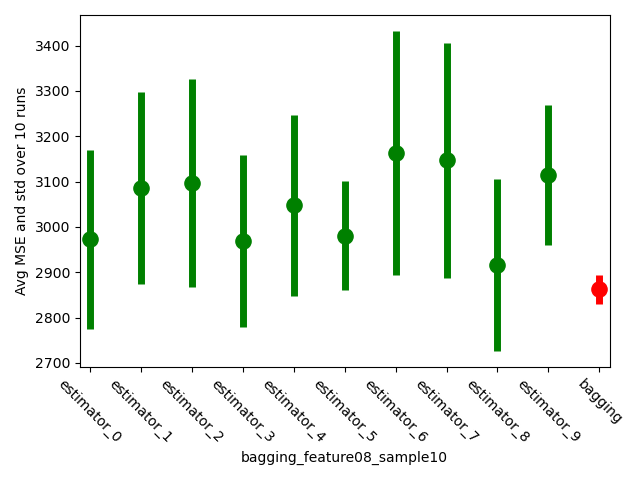 Avg MSE and std over 10 runs
3400
3300
3200
3100
3000
2900
2800
2700
estimator_0
estimator_1
estimator_2
estimator_3
estimator_4
estimator_5
estimator_6
estimator_7
estimator_8
estimator_9
bagging
bagging_feature08_sample10